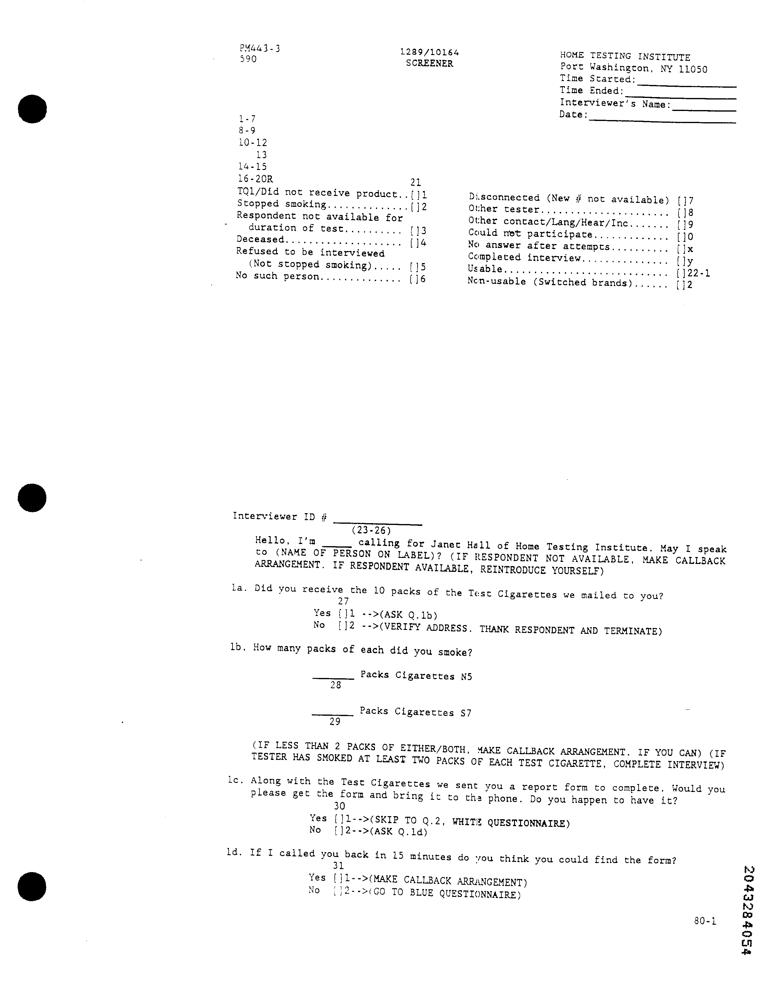 PM443-3
590
1289/10164
SCREENER
HOME TESTING INSTITUTE
Port Washington, NY 11050
Time Started:
Time Ended:
Interviewer's Name:
Date:
1-7
8-9
10-12
13
14-15
16-20R
21
TQ1/Did not receive product..[]1
Stopped smoking..............[]2
Respondent not available for
duration of test.......... []3
Deceased................... []4
Refused to be interviewed
(Not stopped smoking)..... []5
No such person.............. []6
Disconnected (New # not available) []7
Other tester...................... []8
Other contact/Lang/Hear/Inc....... []9
Could not participate............. []0
No answer after attempts.......... []x
Completed interview............... []y
Usable............................ []22-1
Non-usable (Switched brands)...... []2
Interviewer ID # ________
(23-26)
Hello, I'm _____ calling for Janet Hall of Home Testing Institute. May I speak
to (NAME OF PERSON ON LABEL)? (IF RESPONDENT NOT AVAILABLE, MAKE CALLBACK
ARRANGEMENT. IF RESPONDENT AVAILABLE, REINTRODUCE YOURSELF)
1a. Did you receive the 10 packs of the Test Cigarettes we mailed to you?
27
Yes []1 -->(ASK Q.1b)
No []2 -->(VERIFY ADDRESS. THANK RESPONDENT AND TERMINATE)
1b. How many packs of each did you smoke?
______ Packs Cigarettes N5
28
______ Packs Cigarettes S7
29
(IF LESS THAN 2 PACKS OF EITHER/BOTH, MAKE CALLBACK ARRANGEMENT. IF YOU CAN) (IF
TESTER HAS SMOKED AT LEAST TWO PACKS OF EACH TEST CIGARETTE, COMPLETE INTERVIEW)
1c. Along with the Test Cigarettes we sent you a report form to complete. Would you
please get the form and bring it to the phone. Do you happen to have it?
30
Yes []1-->(SKIP TO Q.2, WHITE QUESTIONNAIRE)
No []2-->(ASK Q.1d)
1d. If I called you back in 15 minutes do you think you could find the form?
31
Yes []1-->(MAKE CALLBACK ARRANGEMENT)
No []2-->(GO TO BLUE QUESTIONNAIRE)
80-1
2043284054